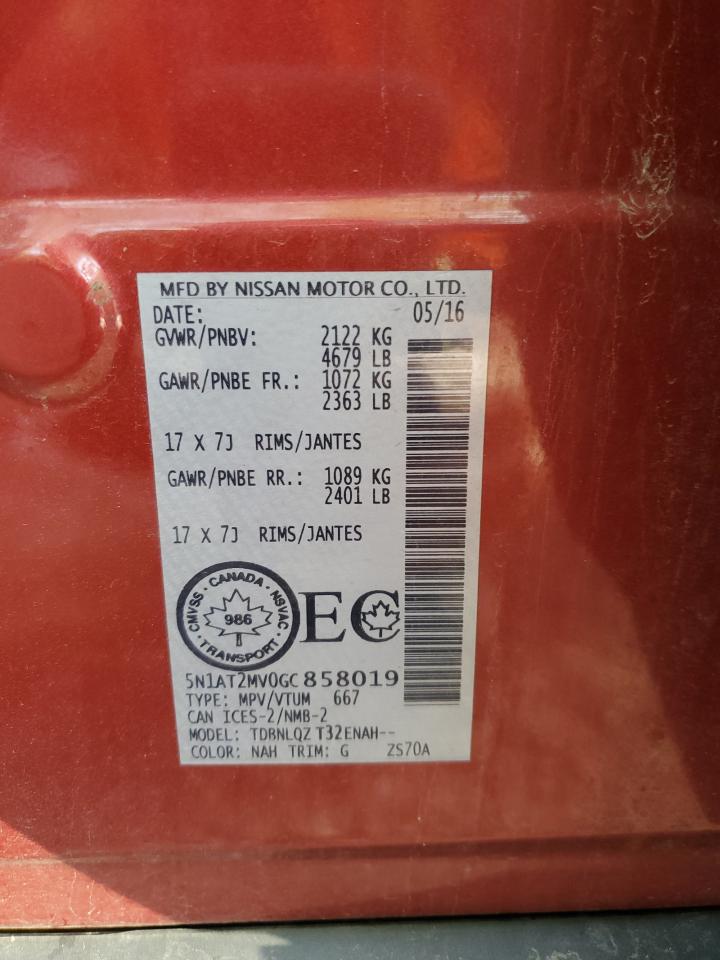 MFD BY NISSAN MOTOR CO., LTD.
DATE: 05/16
GVWR/PNBV: 2122 KG
4679 LB
GAWR/PNBE FR.: 1072 KG
2363 LB
17 X 7J RIMS/JANTES
GAWR/PNBE RR.: 1089 KG
2401 LB
17 X 7J RIMS/JANTES
CMVSS · CANADA · NSVAC · TRANSPORT ·
986
EC
5N1AT2MV0GC858019
TYPE: MPV/VTUM 667
CAN ICES-2/NMB-2
MODEL: TDBNLQZ T32ENAH--
COLOR: NAH TRIM: G ZS70A